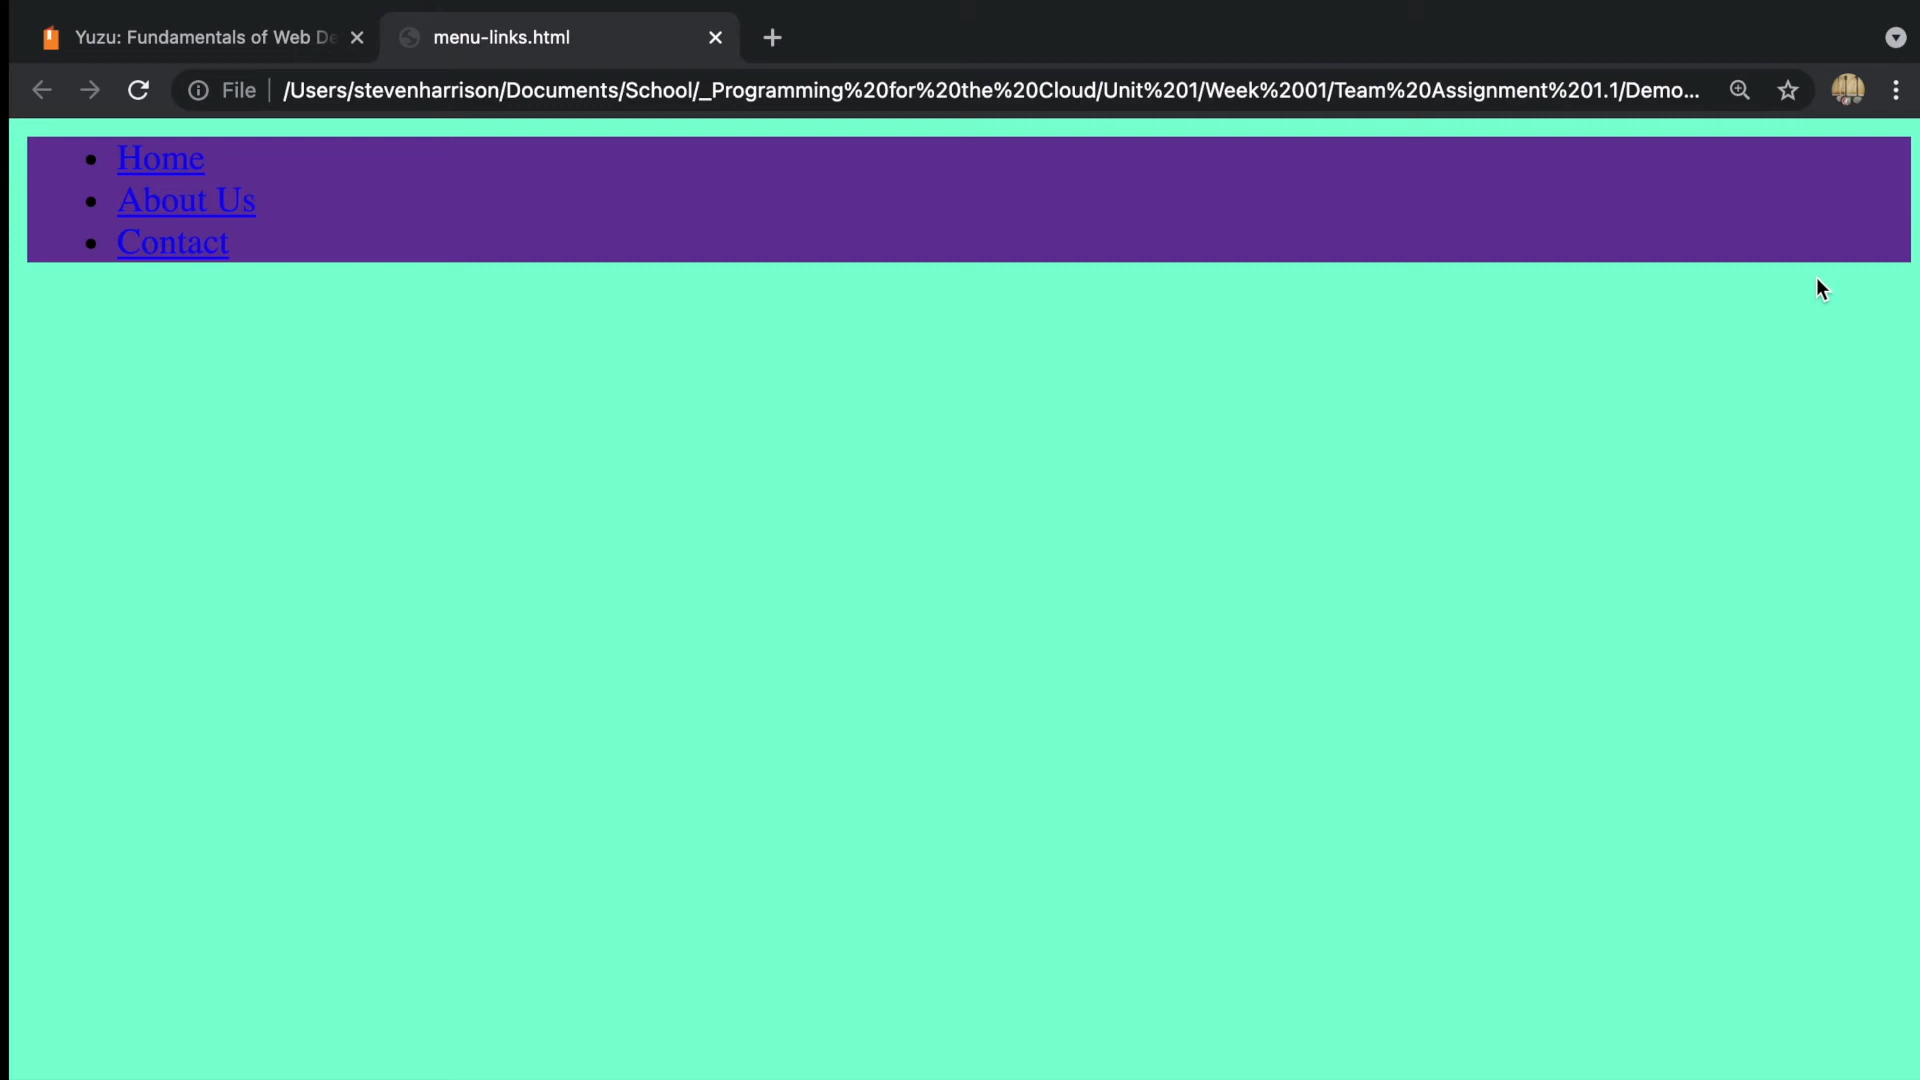 Yuzu: Fundamentals of Web De
menu-links.html
File
/Users/stevenharrison/Documents/School/_Programming%20for%20the%20Cloud/Unit%201/Week%2001/Team%20Assignment%201.1/Demo...
Home
About Us
Contact